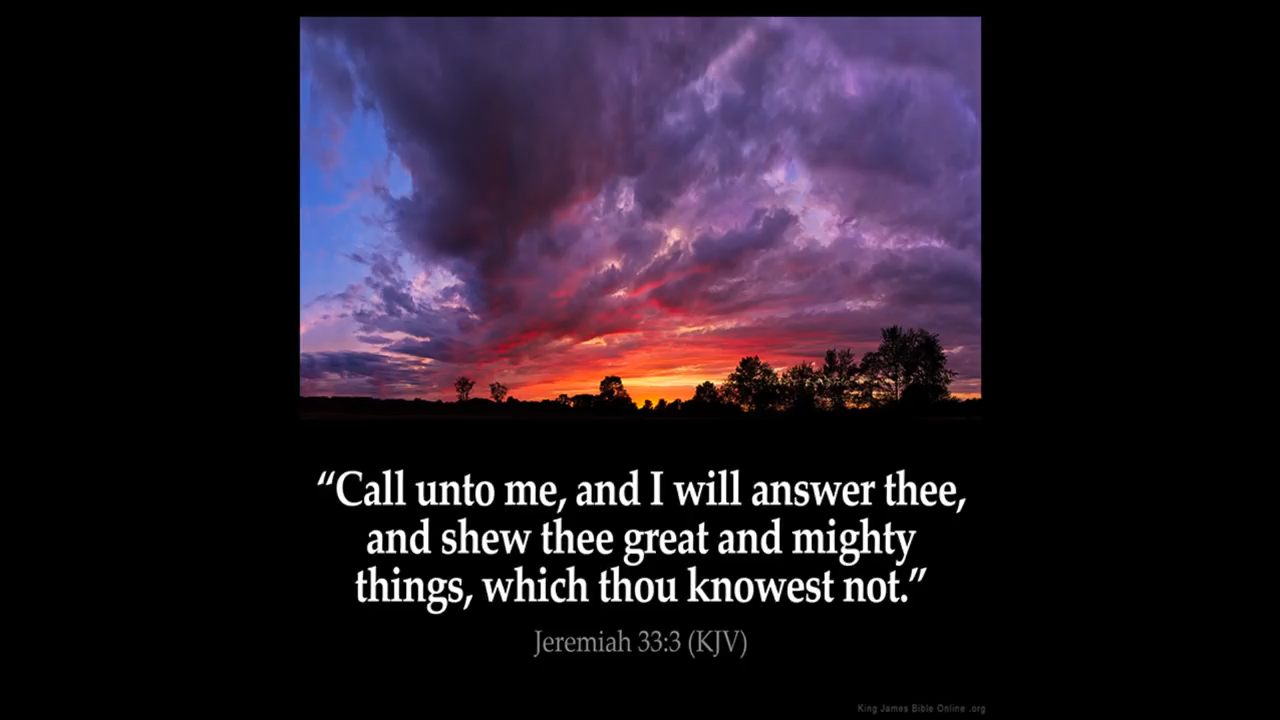 “Call unto me, and I will answer thee,
and shew thee great and mighty
things, which thou knowest not.”
Jeremiah 33:3 (KJV)
King James Bible Online .org